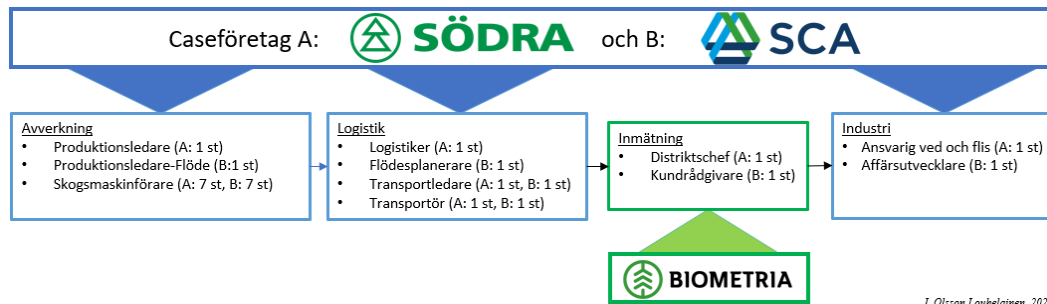 Caseföretag A: SÖDRA och B: SCA
Avverkning
• Produktionsledare (A: 1 st)
• Produktionsledare-Flöde (B:1 st)
• Skogsmaskinförare (A: 7 st, B: 7 st)
Logistik
• Logistiker (A: 1 st)
• Flödesplanerare (B: 1 st)
• Transportledare (A: 1 st, B: 1 st)
• Transportör (A: 1 st, B: 1 st)
Inmätning
• Distriktschef (A: 1 st)
• Kundrådgivare (B: 1 st)
Industri
• Ansvarig ved och flis (A: 1 st)
• Affärsutvecklare (B: 1 st)
BIOMETRIA